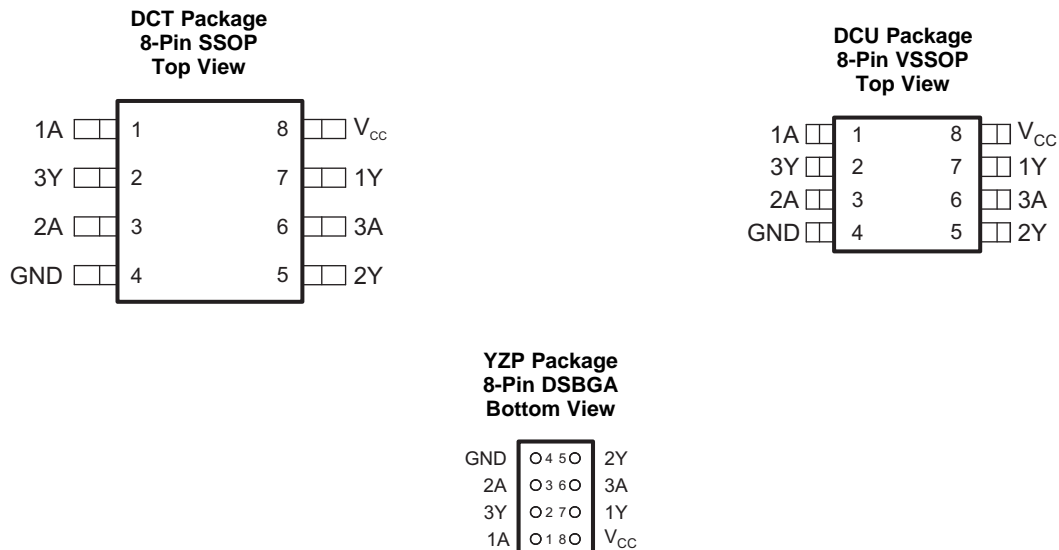 DCT Package
8-Pin SSOP
Top View
1A 1 8 VCC
3Y 2 7 1Y
2A 3 6 3A
GND 4 5 2Y
DCU Package
8-Pin VSSOP
Top View
1A 1 8 VCC
3Y 2 7 1Y
2A 3 6 3A
GND 4 5 2Y
YZP Package
8-Pin DSBGA
Bottom View
GND 4 5 2Y
2A 3 6 3A
3Y 2 7 1Y
1A 1 8 VCC